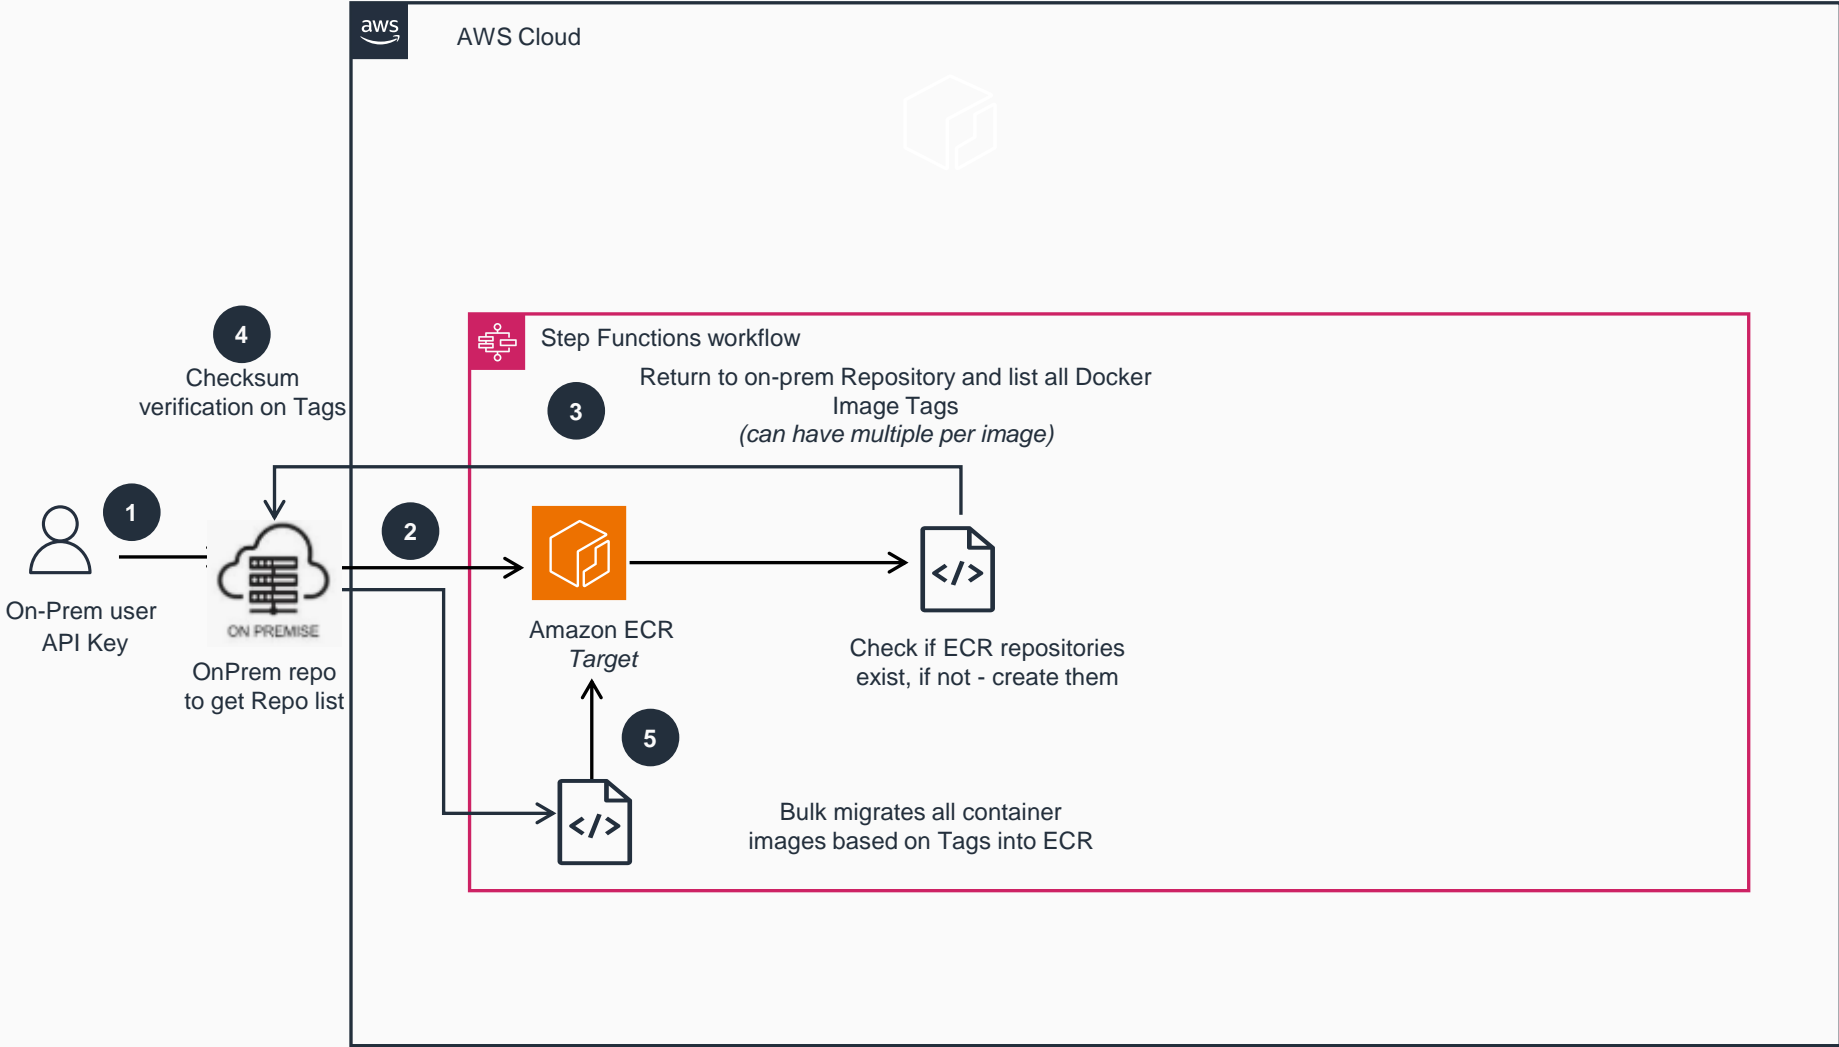 aws
AWS Cloud
4
Checksum
verification on Tags
Step Functions workflow
3
Return to on-prem Repository and list all Docker
Image Tags
(can have multiple per image)
1
2
</>
On-Prem user
API Key
ON PREMISE
OnPrem repo
to get Repo list
Amazon ECR
Target
Check if ECR repositories
exist, if not - create them
5
</>
Bulk migrates all container
images based on Tags into ECR